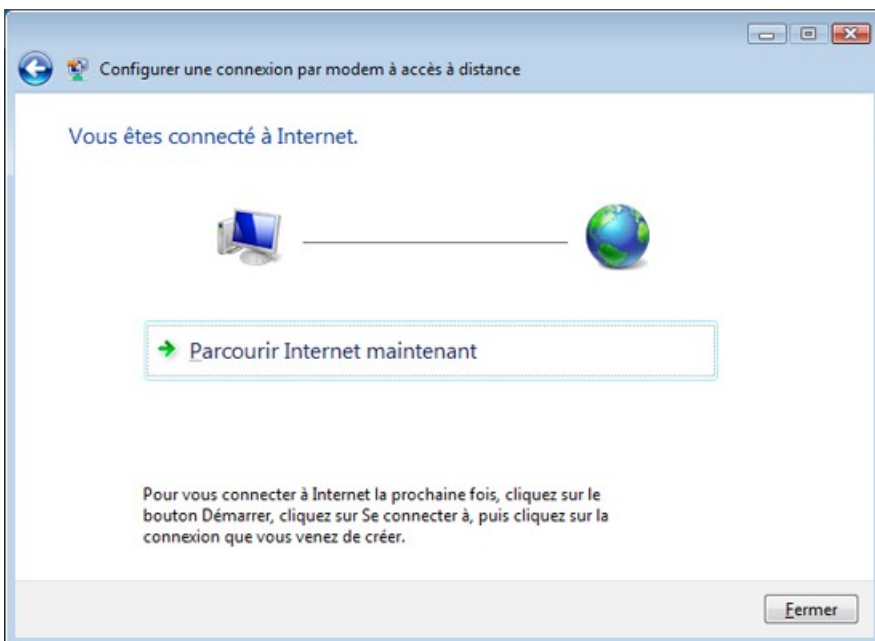 Configurer une connexion par modem à accès à distance
Vous êtes connecté à Internet.
Parcourir Internet maintenant
Pour vous connecter à Internet la prochaine fois, cliquez sur le
bouton Démarrer, cliquez sur Se connecter à, puis cliquez sur la
connexion que vous venez de créer.
Fermer